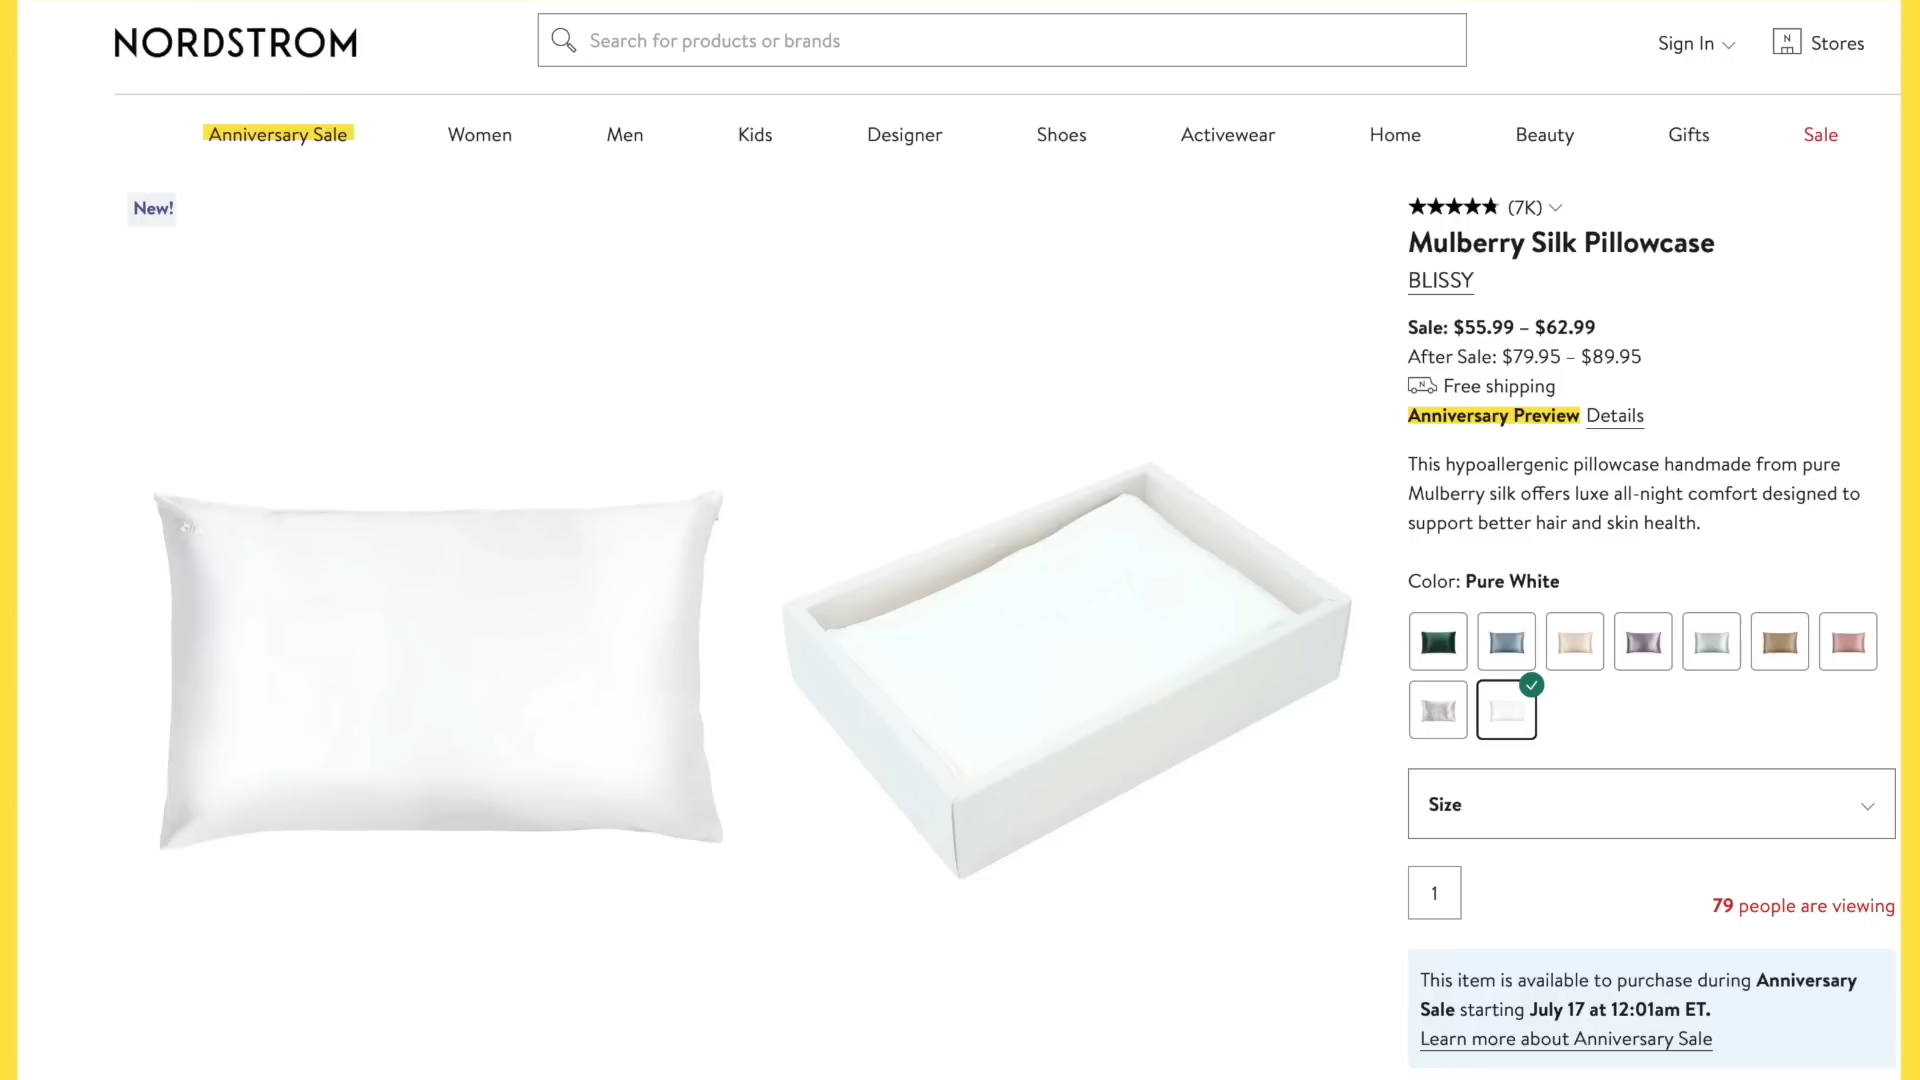 NORDSTROM
Search for products or brands
Sign In
N
Stores
Anniversary Sale
Women
Men
Kids
Designer
Shoes
Activewear
Home
Beauty
Gifts
Sale
New!
(7K)
Mulberry Silk Pillowcase
BLISSY
Sale: $55.99 – $62.99
After Sale: $79.95 – $89.95
N Free shipping
Anniversary Preview Details
This hypoallergenic pillowcase handmade from pure
Mulberry silk offers luxe all-night comfort designed to
support better hair and skin health.
Color: Pure White
Size
1
79 people are viewing
This item is available to purchase during Anniversary
Sale starting July 17 at 12:01am ET.
Learn more about Anniversary Sale